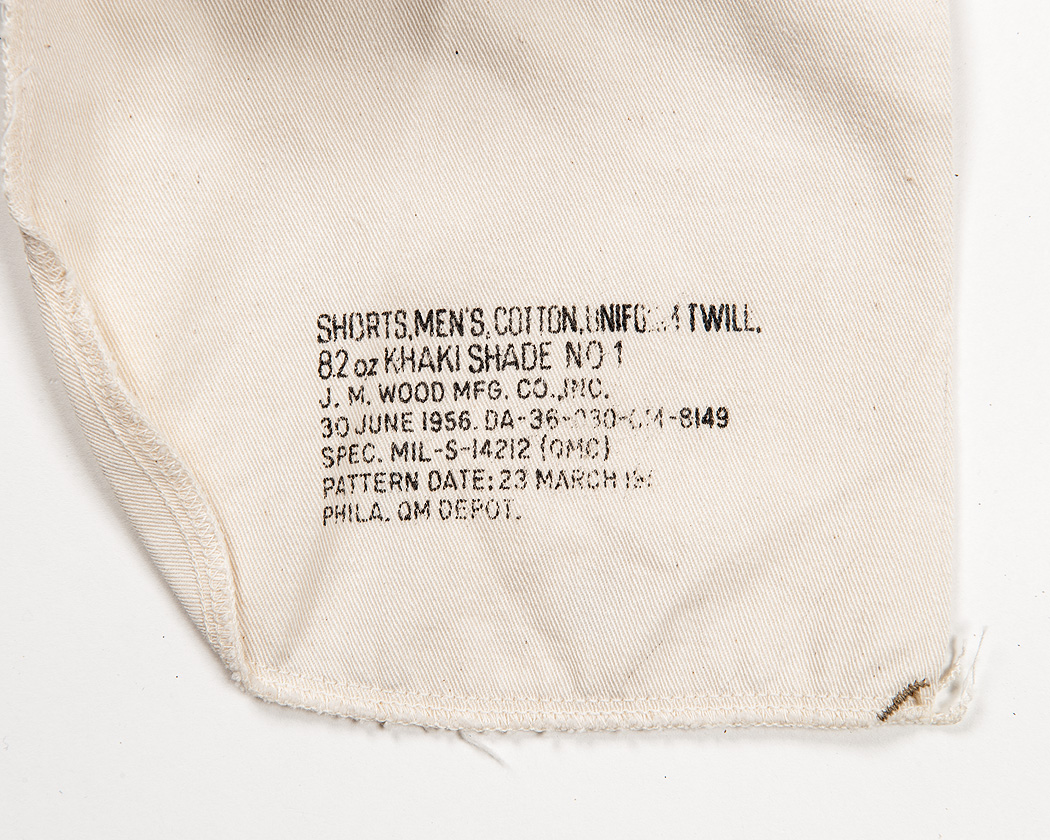 SHORTS, MEN'S, COTTON, UNIFORM TWILL,
8.2 oz KHAKI SHADE NO 1
J. M. WOOD MFG. CO., INC.
30 JUNE 1956. DA-36-030-QM-8149
SPEC. MIL-S-14212 (QMC)
PATTERN DATE: 23 MARCH
PHILA. QM DEPOT.